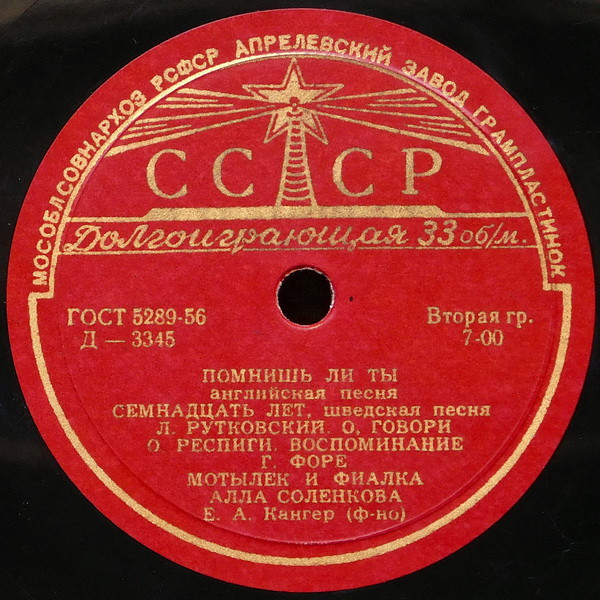 МОСОБЛСОВНАРХОЗ РСФСР АПРЕЛЕВСКИЙ ЗАВОД ГРАМПЛАСТИНОК
СССР
Долгоиграющая 33 об/м.
ГОСТ 5289-56
Д — 3345
Вторая гр.
7-00
ПОМНИШЬ ЛИ ТЫ
английская песня
СЕМНАДЦАТЬ ЛЕТ, шведская песня
Л. РУТКОВСКИЙ. О, ГОВОРИ
О. РЕСПИГИ. ВОСПОМИНАНИЕ
Г. ФОРЕ
МОТЫЛЕК И ФИАЛКА
АЛЛА СОЛЕНКОВА
Е. А. Кангер (ф-но)